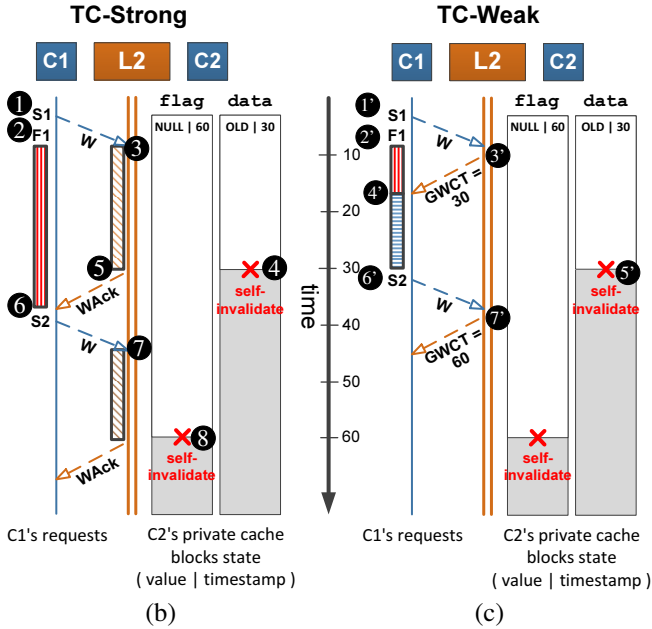 TC-Strong
C1
L2
C2
flag
data
NULL | 60
OLD | 30
1
S1
2
F1
W
3
5
4
self-
invalidate
6
WAck
S2
W
7
8
self-
invalidate
WAck
C1's requests
C2's private cache
blocks state
( value | timestamp )
(b)
time
10
20
30
40
50
60
TC-Weak
C1
L2
C2
flag
data
NULL | 60
OLD | 30
1'
S1
2'
F1
W
3'
4'
GWCT =
30
6'
5'
self-
invalidate
S2
W
7'
GWCT =
60
self-
invalidate
C1's requests
C2's private cache
blocks state
( value | timestamp )
(c)